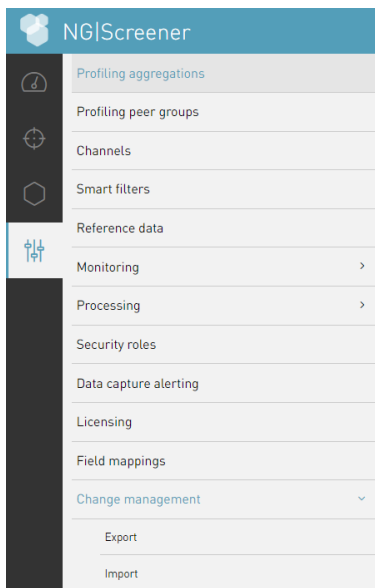 NG|Screener
Profiling aggregations
Profiling peer groups
Channels
Smart filters
Reference data
Monitoring
Processing
Security roles
Data capture alerting
Licensing
Field mappings
Change management
Export
Import